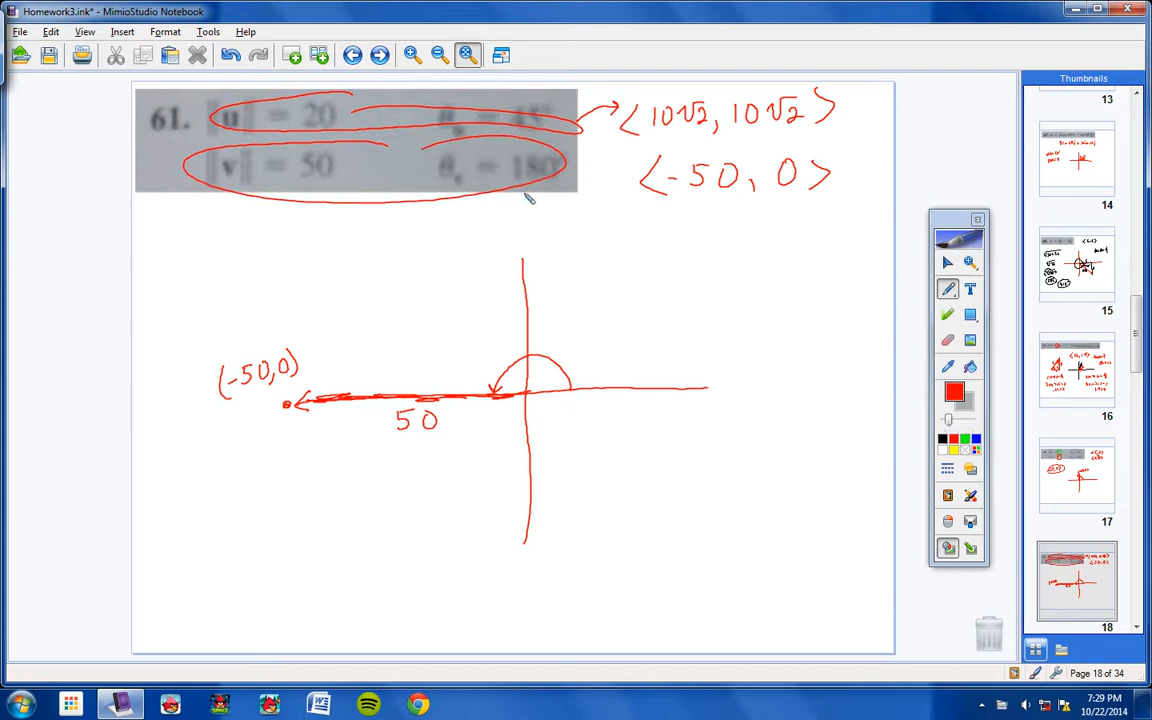 Homework3.ink* - MimioStudio Notebook
File Edit View Insert Format Tools Help
Thumbnails
61. ||u|| = 20 θu = 45° ⟨10√2, 10√2⟩
||v|| = 50 θv = 180° ⟨-50, 0⟩
(-50,0)
50
13
14
15
16
17
18
Page 18 of 34
7:29 PM
10/22/2014